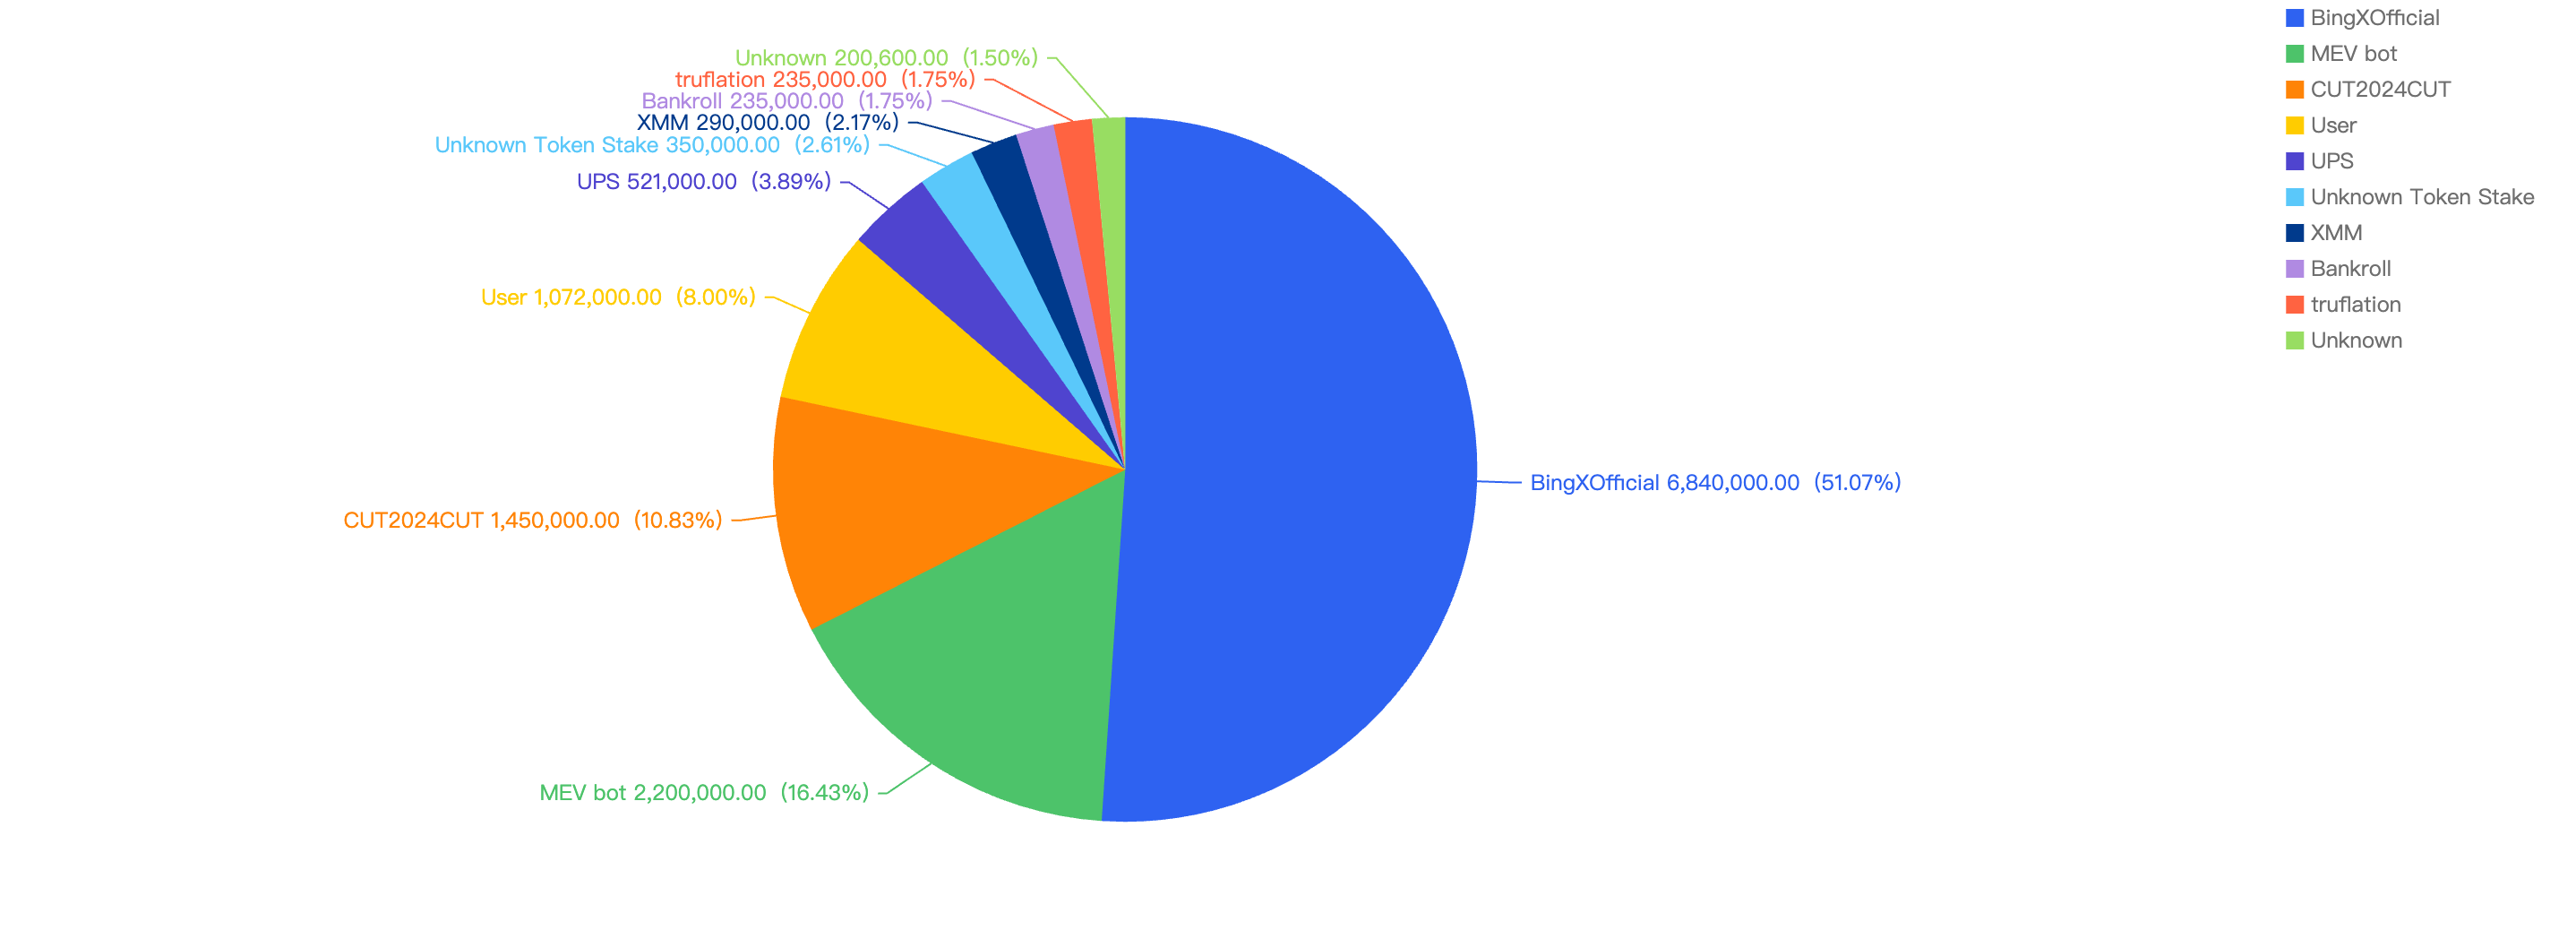 Unknown 200,600.00 (1.50%)
truflation 235,000.00 (1.75%)
Bankroll 235,000.00 (1.75%)
XMM 290,000.00 (2.17%)
Unknown Token Stake 350,000.00 (2.61%)
UPS 521,000.00 (3.89%)
User 1,072,000.00 (8.00%)
BingXOfficial 6,840,000.00 (51.07%)
CUT2024CUT 1,450,000.00 (10.83%)
MEV bot 2,200,000.00 (16.43%)
BingXOfficial
MEV bot
CUT2024CUT
User
UPS
Unknown Token Stake
XMM
Bankroll
truflation
Unknown